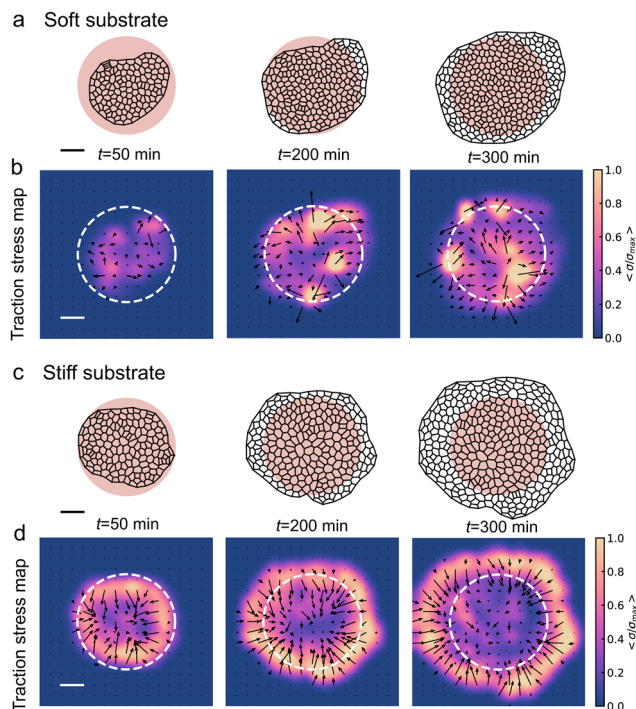 a Soft substrate
t=50 min t=200 min t=300 min
b Traction stress map
1.0
0.8
0.6
0.4
0.2
0.0
<σ/σmax>
c Stiff substrate
t=50 min t=200 min t=300 min
d Traction stress map
1.0
0.8
0.6
0.4
0.2
0.0
<σ/σmax>